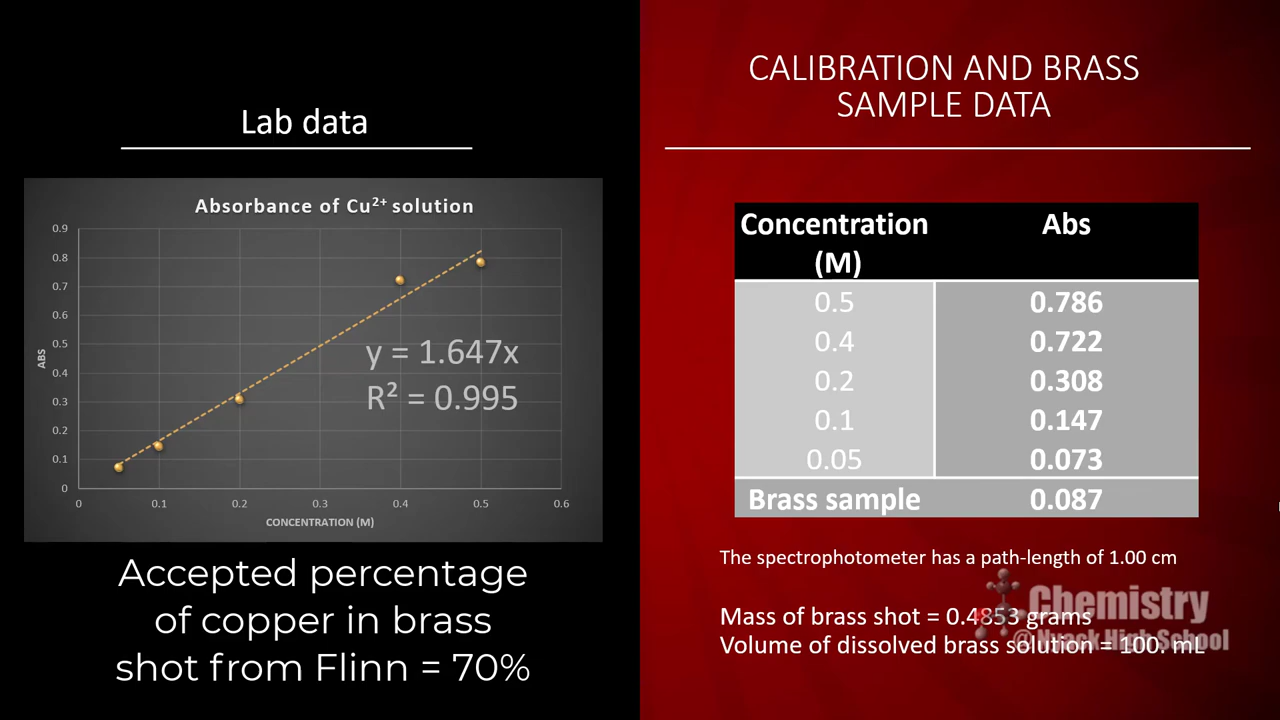 Lab data
Absorbance of Cu²⁺ solution
0.9
0.8
0.7
0.6
0.5
0.4
0.3
0.2
0.1
0
ABS
y = 1.647x
R² = 0.995
0 0.1 0.2 0.3 0.4 0.5 0.6
CONCENTRATION (M)
Accepted percentage
of copper in brass
shot from Flinn = 70%
CALIBRATION AND BRASS
SAMPLE DATA
Concentration Abs
(M)
0.5 0.786
0.4 0.722
0.2 0.308
0.1 0.147
0.05 0.073
Brass sample 0.087
The spectrophotometer has a path-length of 1.00 cm
Mass of brass shot = 0.4853 grams
Volume of dissolved brass solution = 100. mL
Chemistry
@Nyack High School